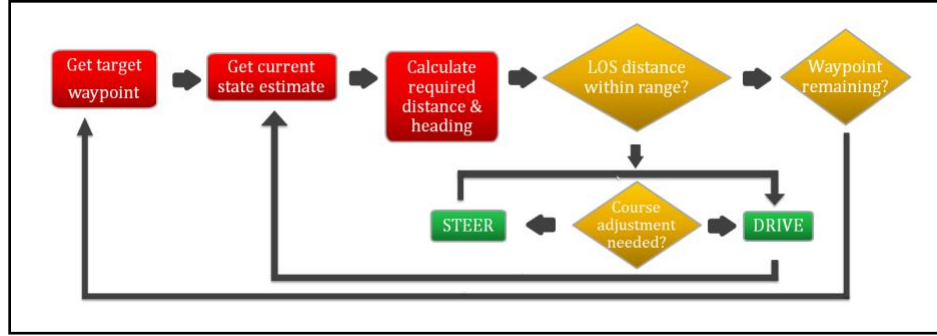 Get target
waypoint
Get current
state estimate
Calculate
required
distance &
heading
LOS distance
within range?
Waypoint
remaining?
STEER
Course
adjustment
needed?
DRIVE